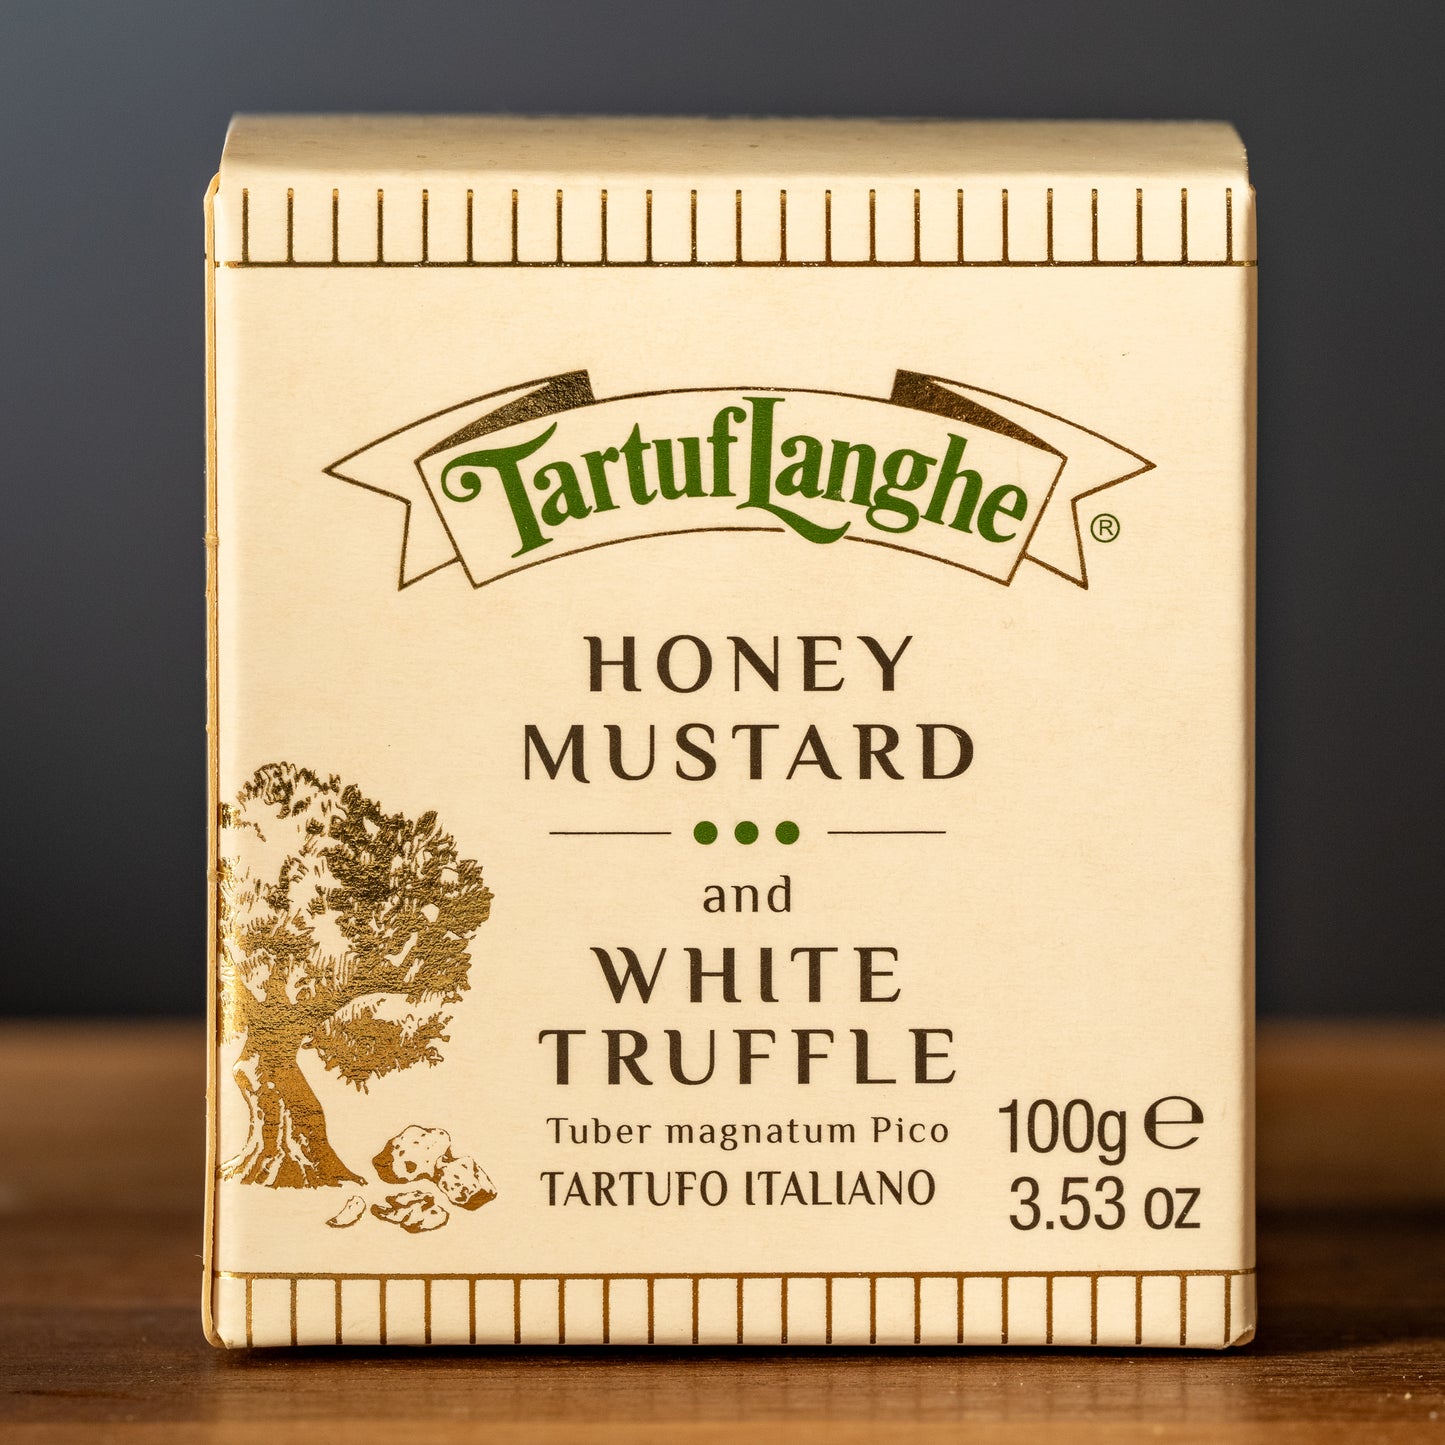 TartufLanghe ®
HONEY
MUSTARD
and
WHITE
TRUFFLE
Tuber magnatum Pico
TARTUFO ITALIANO
100g ℮
3.53 oz